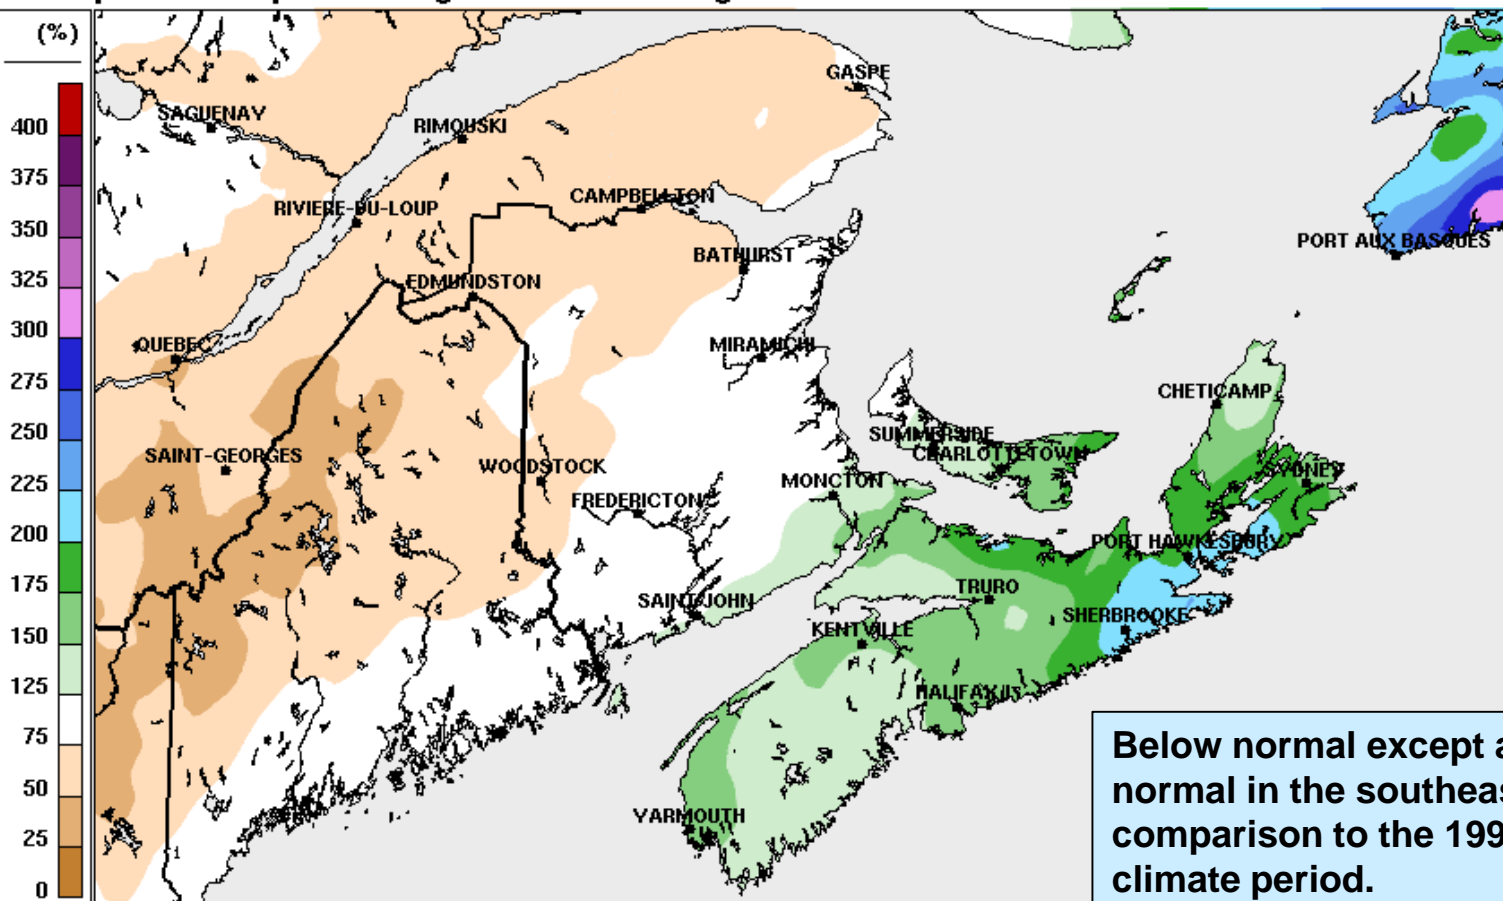 (%)
400
375
350
325
300
275
250
225
200
175
150
125
75
50
25
0
GASPE
SAGUENAY
RIMOUSKI
CAMPBELLTON
RIVIERE-DU-LOUP
BATHURST
PORT AUX BASQUES
EDMUNDSTON
QUEBEC
MIRAMICHI
CHETICAMP
SUMMERSIDE
CHARLOTTETOWN
SAINT-GEORGES
WOODSTOCK
SYDNEY
MONCTON
FREDERICTON
PORT HAWKESBURY
TRURO
SAINT JOHN
SHERBROOKE
KENTVILLE
HALIFAX
YARMOUTH
1
Below normal except a
normal in the southeas
comparison to the 199
climate period.